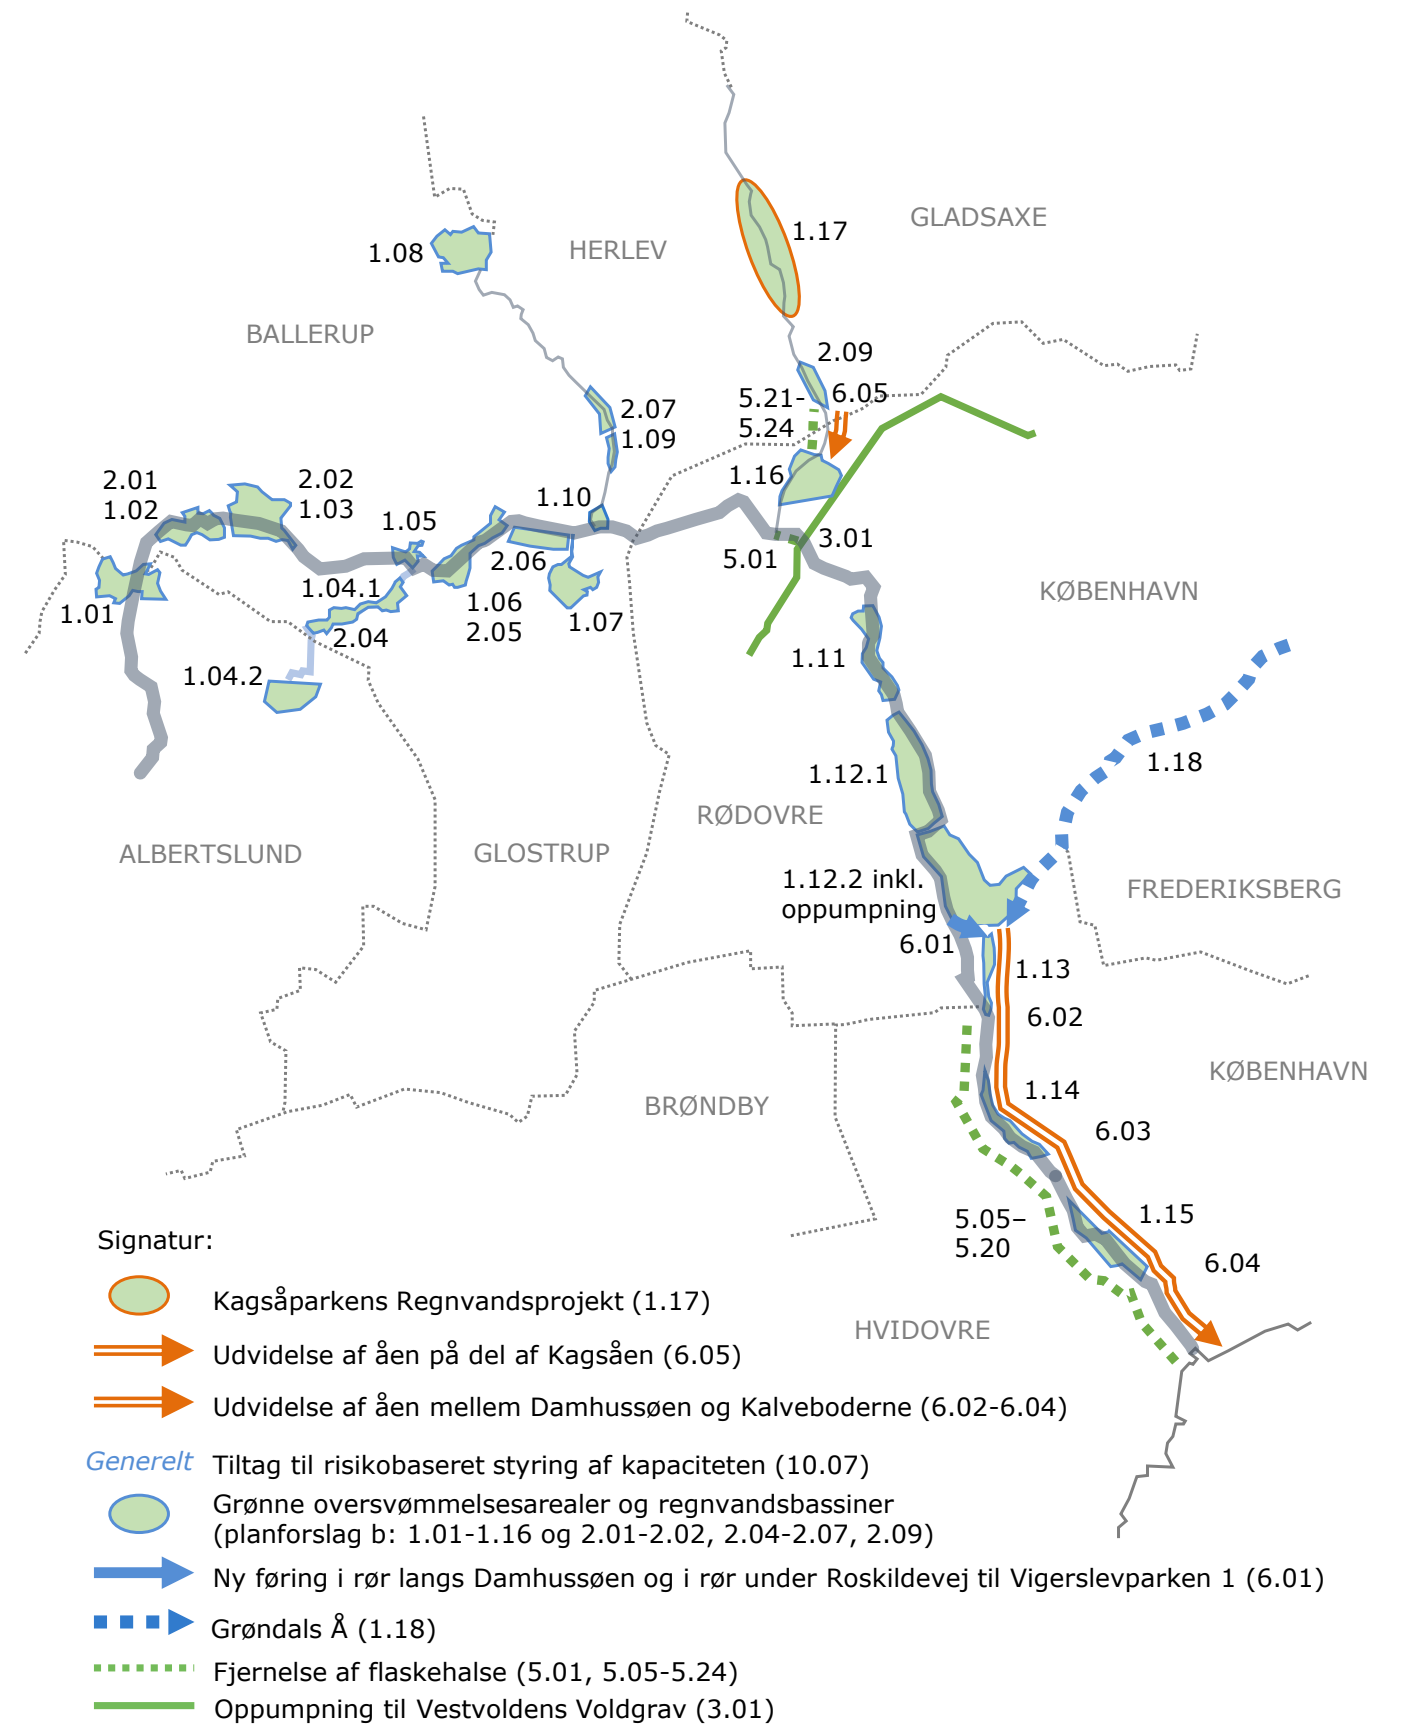 GLADSAXE
1.17
HERLEV
1.08
BALLERUP
2.09
5.21-
5.24
6.05
2.07
1.09
1.16
2.01
1.02
2.02
1.03
1.10
1.05
3.01
5.01
2.06
1.04.1
1.06
2.05
1.07
1.01
2.04
KØBENHAVN
1.11
1.04.2
1.18
1.12.1
RØDOVRE
ALBERTSLUND
GLOSTRUP
1.12.2 inkl.
oppumpning
FREDERIKSBERG
6.01
1.13
6.02
KØBENHAVN
1.14
BRØNDBY
6.03
1.15
5.05–
5.20
6.04
HVIDOVRE
Signatur:
Kagsåparkens Regnvandsprojekt (1.17)
Udvidelse af åen på del af Kagsåen (6.05)
Udvidelse af åen mellem Damhussøen og Kalveboderne (6.02-6.04)
Generelt Tiltag til risikobaseret styring af kapaciteten (10.07)
Grønne oversvømmelsesarealer og regnvandsbassiner
(planforslag b: 1.01-1.16 og 2.01-2.02, 2.04-2.07, 2.09)
Ny føring i rør langs Damhussøen og i rør under Roskildevej til Vigerslevparken 1 (6.01)
Grøndals Å (1.18)
Fjernelse af flaskehalse (5.01, 5.05-5.24)
Oppumpning til Vestvoldens Voldgrav (3.01)